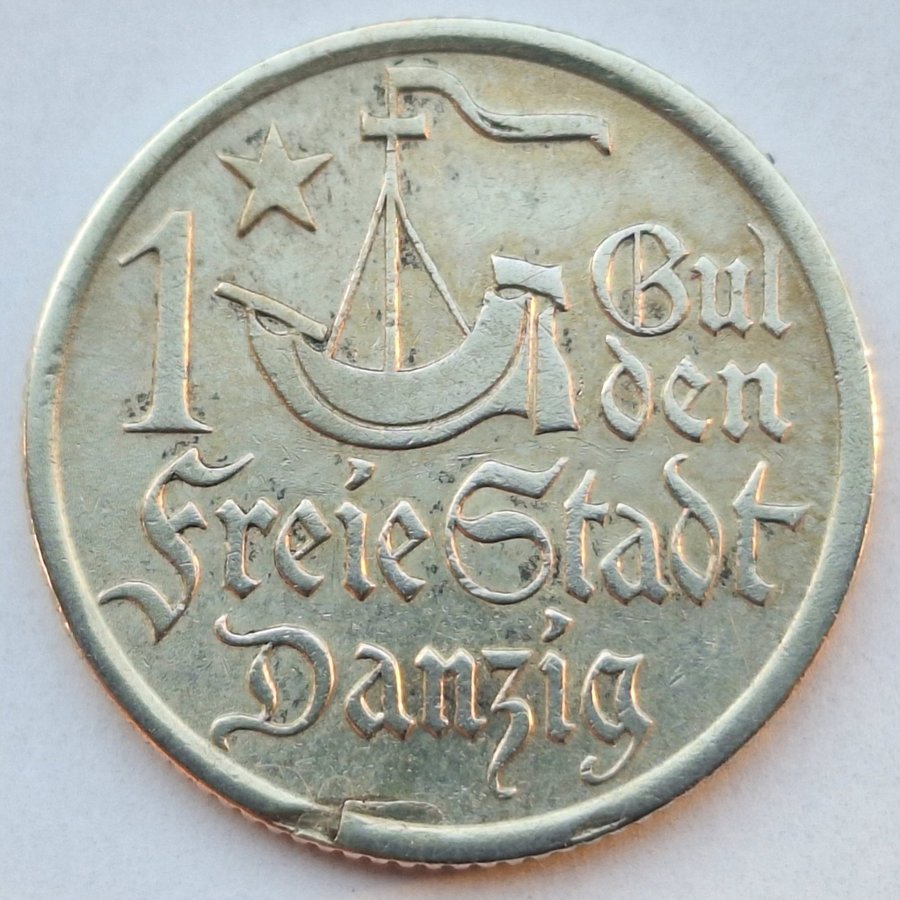 1 Gul
den
Freie Stadt
Danzig